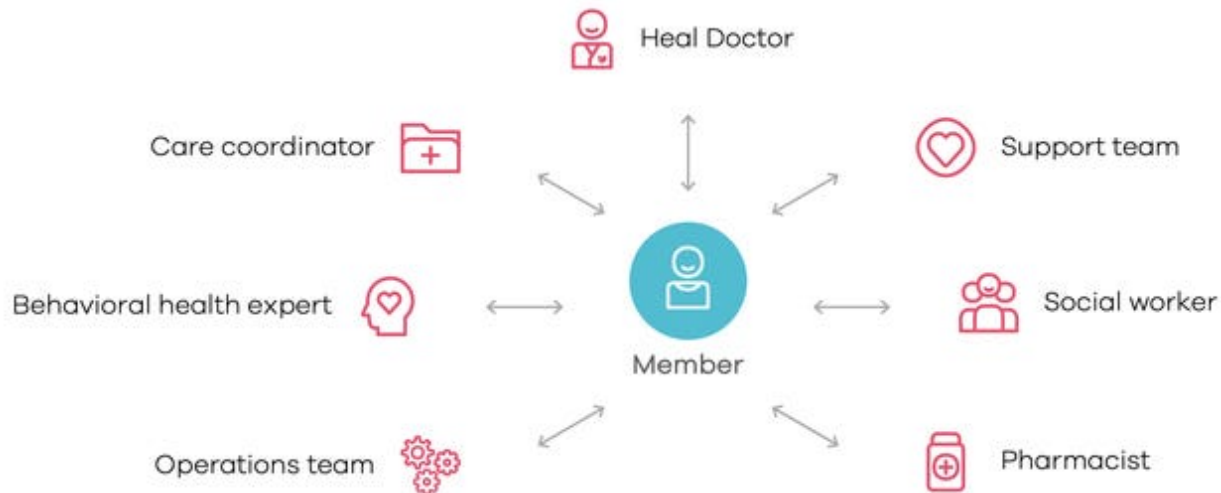 Heal Doctor
Care coordinator
Support team
Behavioral health expert
Social worker
Member
Operations team
Pharmacist